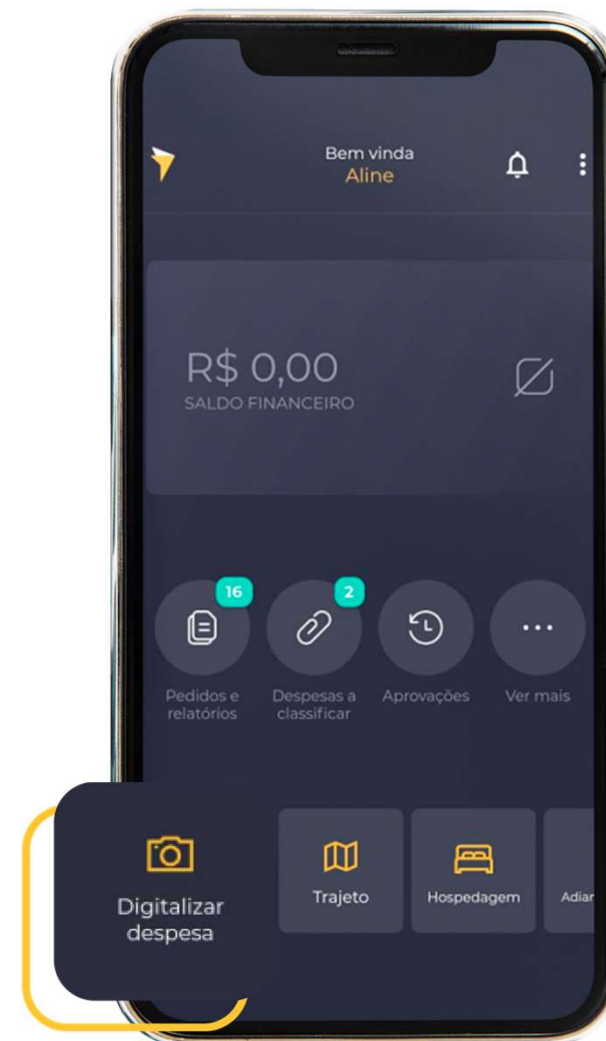 Bem vinda
Aline
R$ 0,00
SALDO FINANCEIRO
16
2
Pedidos e
relatórios
Despesas a
classificar
Aprovações
Ver mais
Digitalizar
despesa
Trajeto
Hospedagem
Adiar